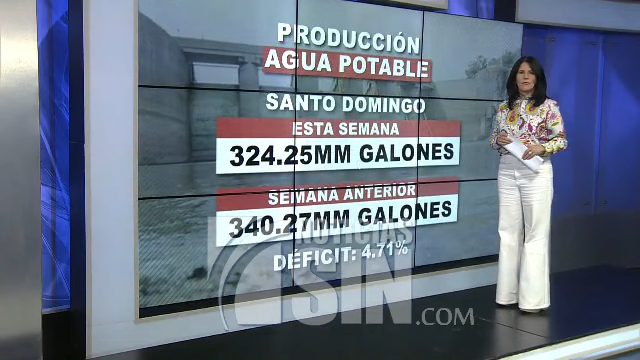 PRODUCCIÓN
AGUA POTABLE
SANTO DOMINGO
ESTA SEMANA
324.25MM GALONES
SEMANA ANTERIOR
340.27MM GALONES
DÉFICIT: 4.71%
NOTICIAS
SIN
.COM